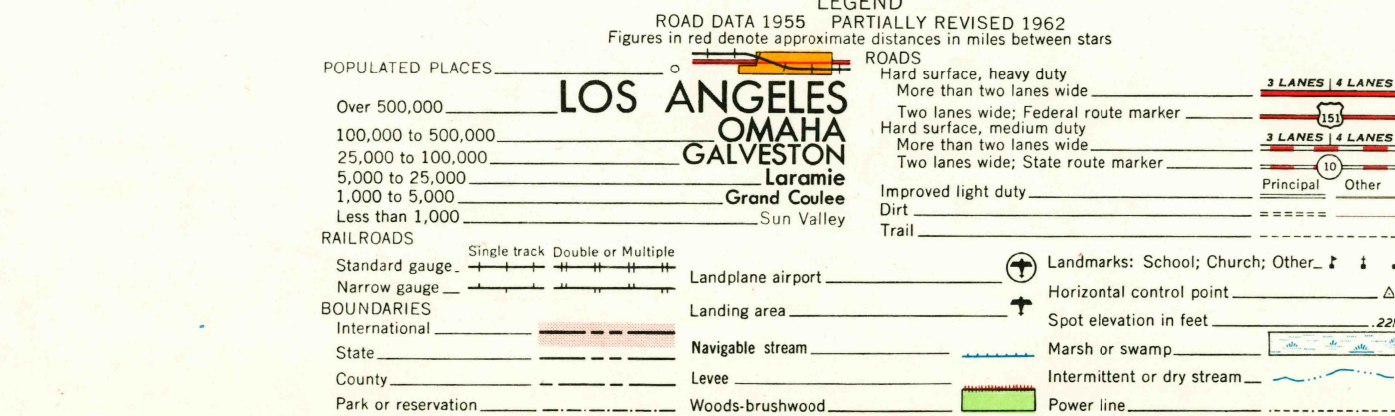 LEGEND
ROAD DATA 1955 PARTIALLY REVISED 1962
Figures in red denote approximate distances in miles between stars
POPULATED PLACES
Over 500,000 LOS ANGELES
100,000 to 500,000 OMAHA
25,000 to 100,000 GALVESTON
5,000 to 25,000 Laramie
1,000 to 5,000 Grand Coulee
Less than 1,000 Sun Valley
RAILROADS
Single track Double or Multiple
Standard gauge
Narrow gauge
BOUNDARIES
International
State
County
Park or reservation
Landplane airport
Landing area
Navigable stream
Levee
Woods-brushwood
ROADS
Hard surface, heavy duty
More than two lanes wide 3 LANES | 4 LANES
Two lanes wide; Federal route marker 151
Hard surface, medium duty
More than two lanes wide 3 LANES | 4 LANES
Two lanes wide; State route marker 10
Principal Other
Improved light duty
Dirt
Trail
Landmarks: School; Church; Other
Horizontal control point
Spot elevation in feet
Marsh or swamp
Intermittent or dry stream
Power line